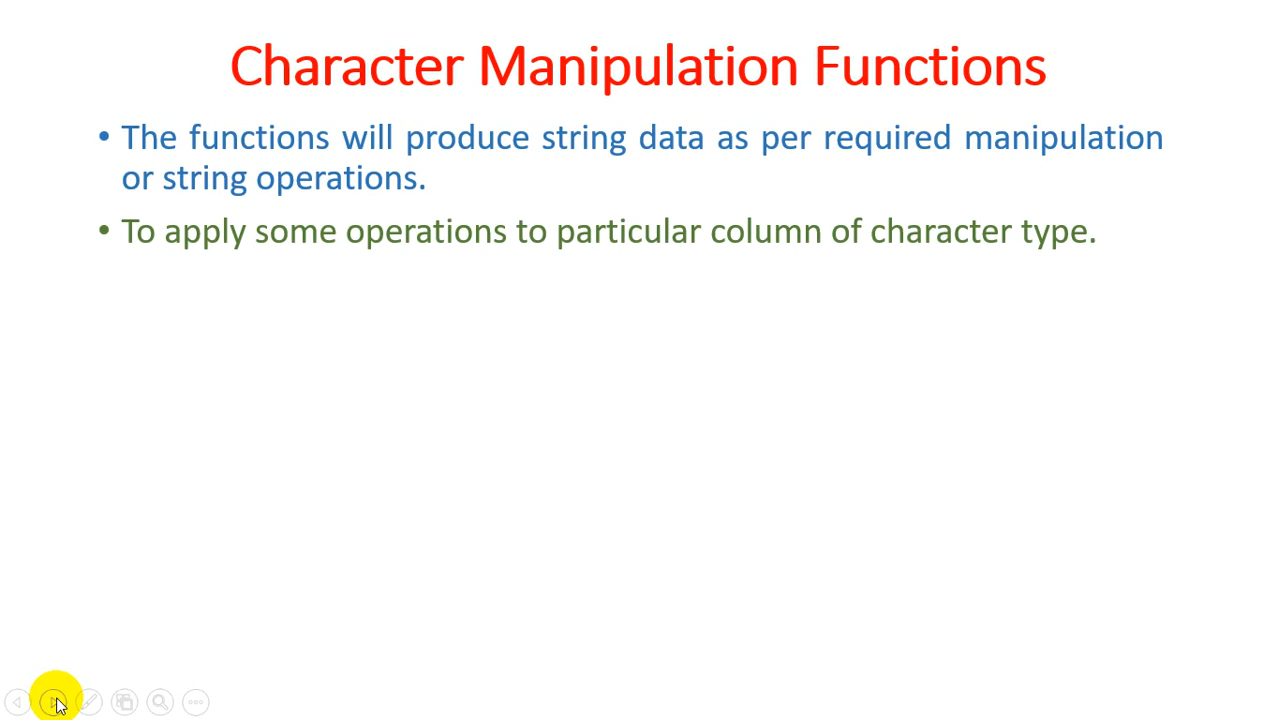 Character Manipulation Functions
• The functions will produce string data as per required manipulation
or string operations.
• To apply some operations to particular column of character type.